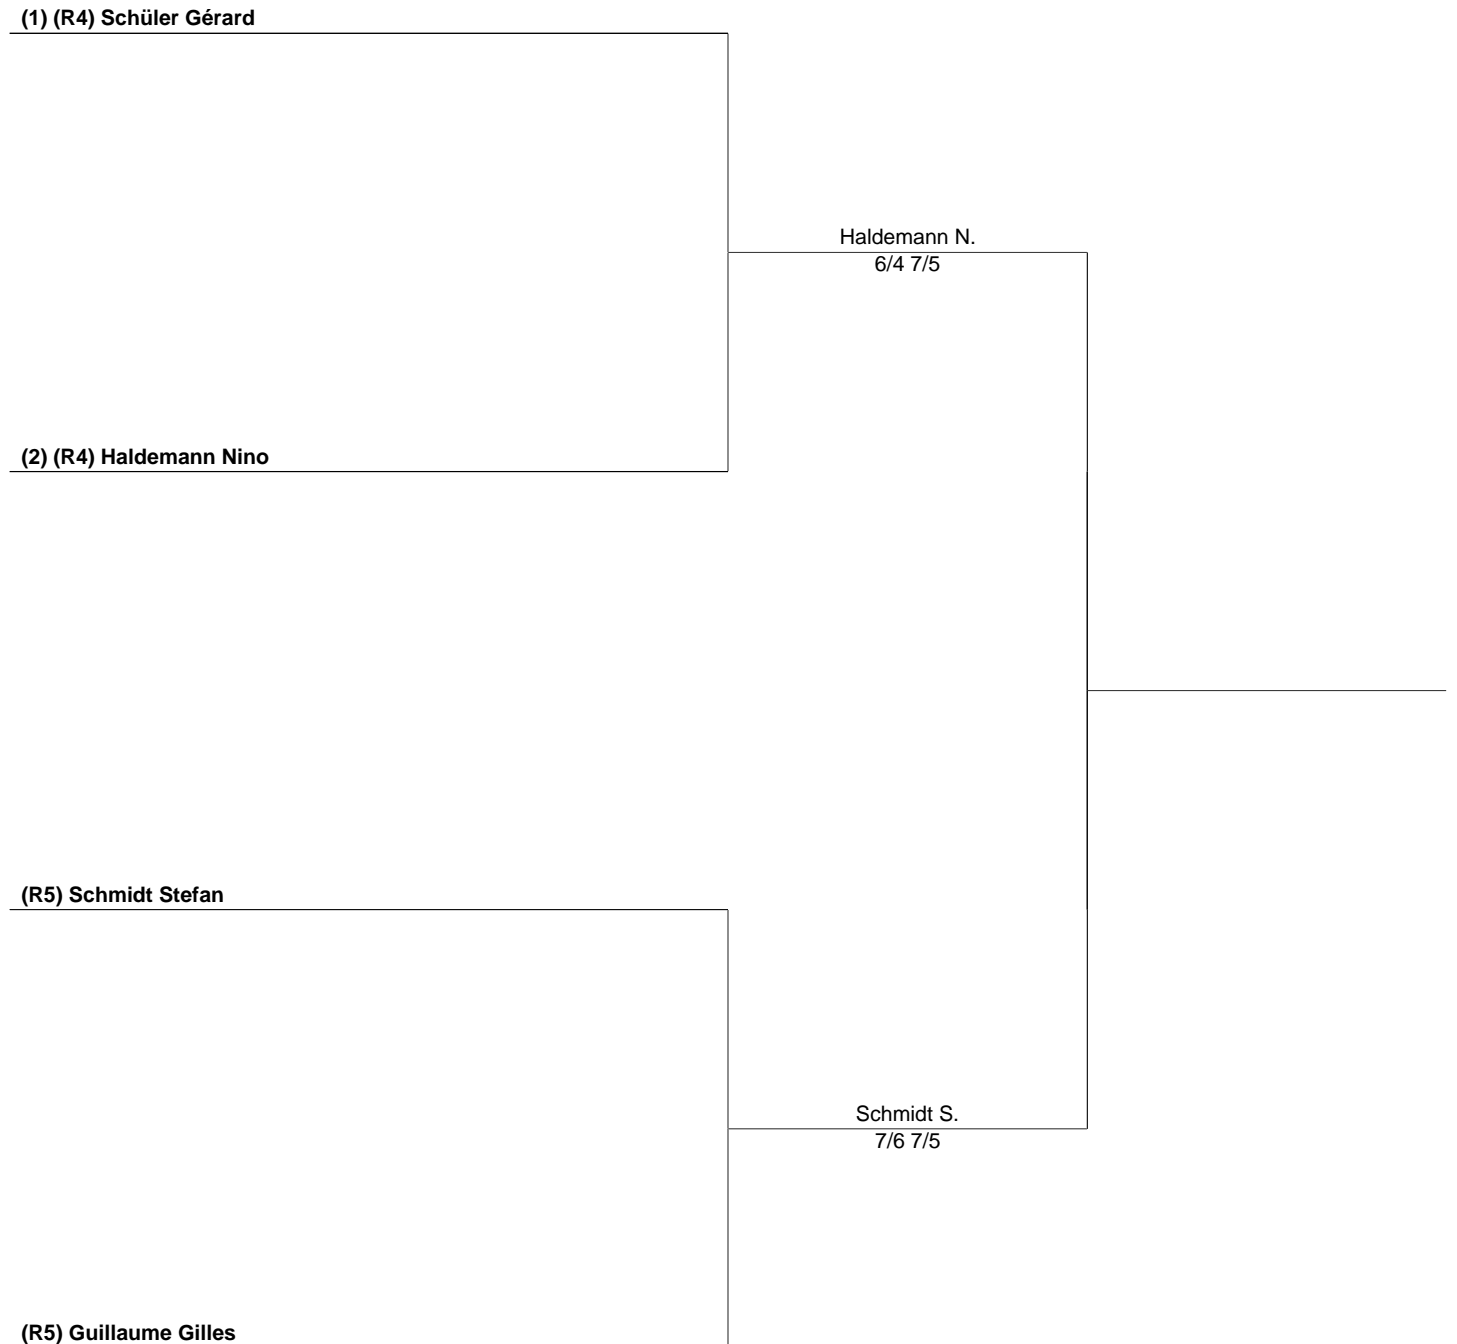 (1) (R4) Schüler Gérard
Haldemann N.
6/4 7/5
(2) (R4) Haldemann Nino
(R5) Schmidt Stefan
Schmidt S.
7/6 7/5
(R5) Guillaume Gilles